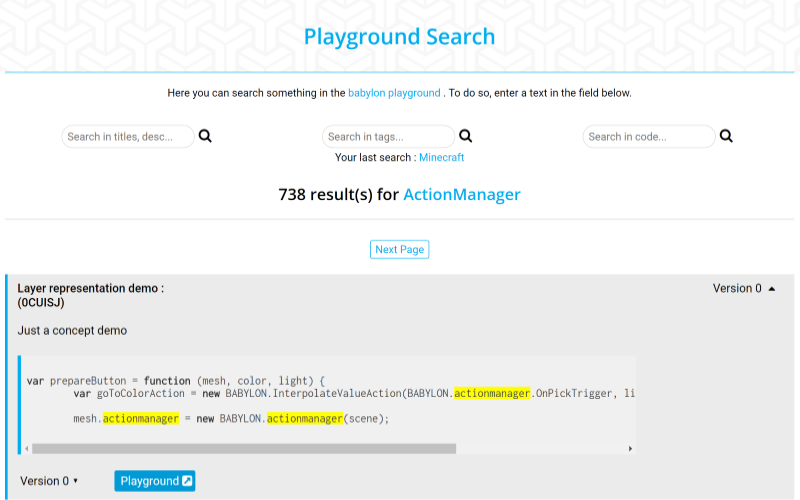 Playground Search
Here you can search something in the babylon playground . To do so, enter a text in the field below.
Search in titles, desc...
Search in tags...
Search in code...
Your last search : Minecraft
738 result(s) for ActionManager
Next Page
Layer representation demo :
(0CUISJ)
Version 0
Just a concept demo
var prepareButton = function (mesh, color, light) {
var goToColorAction = new BABYLON.InterpolateValueAction(BABYLON.actionmanager.OnPickTrigger, li
mesh.actionmanager = new BABYLON.actionmanager(scene);
Version 0
Playground